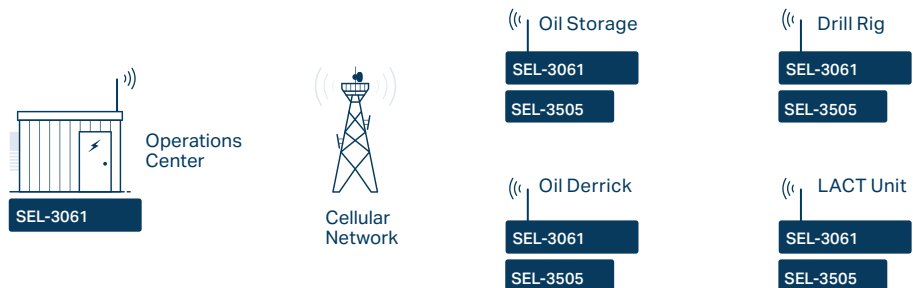 Operations
Center
SEL-3061
Cellular
Network
Oil Storage
SEL-3061
SEL-3505
Drill Rig
SEL-3061
SEL-3505
Oil Derrick
SEL-3061
SEL-3505
LACT Unit
SEL-3061
SEL-3505